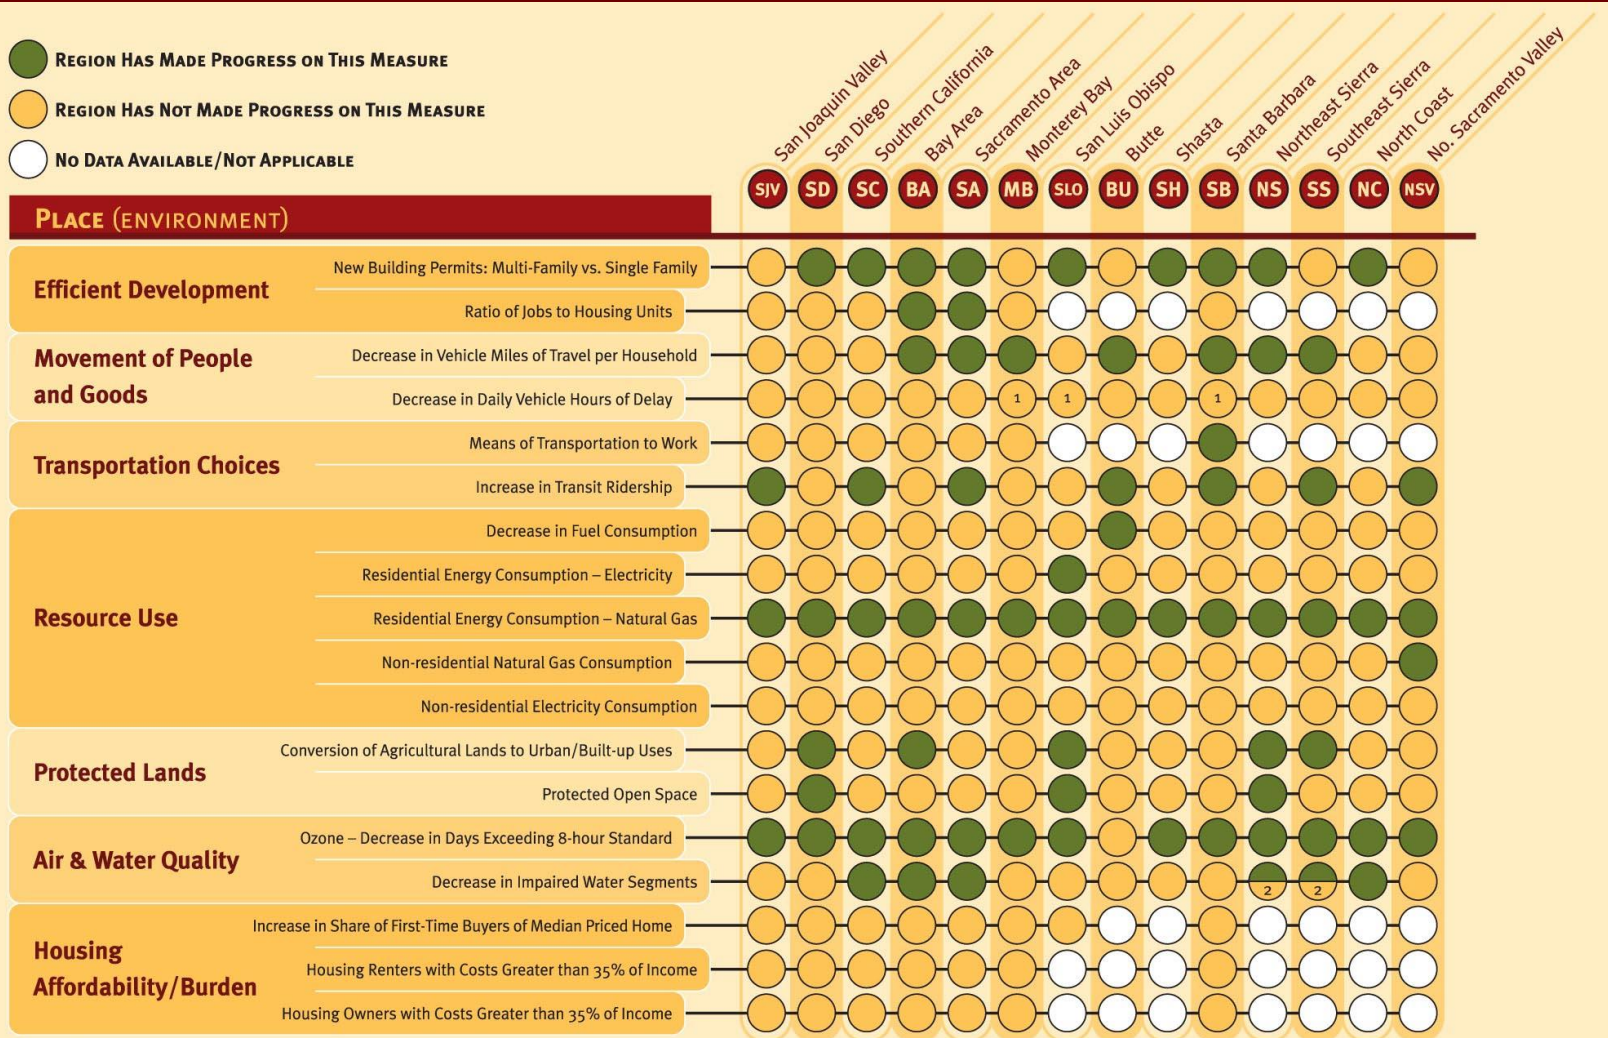 REGION HAS MADE PROGRESS ON THIS MEASURE
REGION HAS NOT MADE PROGRESS ON THIS MEASURE
NO DATA AVAILABLE/NOT APPLICABLE
San Joaquin Valley
San Diego
Southern California
Bay Area
Sacramento Area
Monterey Bay
San Luis Obispo
Butte
Shasta
Santa Barbara
Northeast Sierra
Southeast Sierra
North Coast
No. Sacramento Valley
SJV SD SC BA SA MB SLO BU SH SB NS SS NC NSV
PLACE (ENVIRONMENT)
Efficient Development
New Building Permits: Multi-Family vs. Single Family
Ratio of Jobs to Housing Units
Movement of People
and Goods
Decrease in Vehicle Miles of Travel per Household
Decrease in Daily Vehicle Hours of Delay
1 1 1
Transportation Choices
Means of Transportation to Work
Increase in Transit Ridership
Resource Use
Decrease in Fuel Consumption
Residential Energy Consumption – Electricity
Residential Energy Consumption – Natural Gas
Non-residential Natural Gas Consumption
Non-residential Electricity Consumption
Protected Lands
Conversion of Agricultural Lands to Urban/Built-up Uses
Protected Open Space
Air & Water Quality
Ozone – Decrease in Days Exceeding 8-hour Standard
Decrease in Impaired Water Segments
2 2
Housing
Affordability/Burden
Increase in Share of First-Time Buyers of Median Priced Home
Housing Renters with Costs Greater than 35% of Income
Housing Owners with Costs Greater than 35% of Income